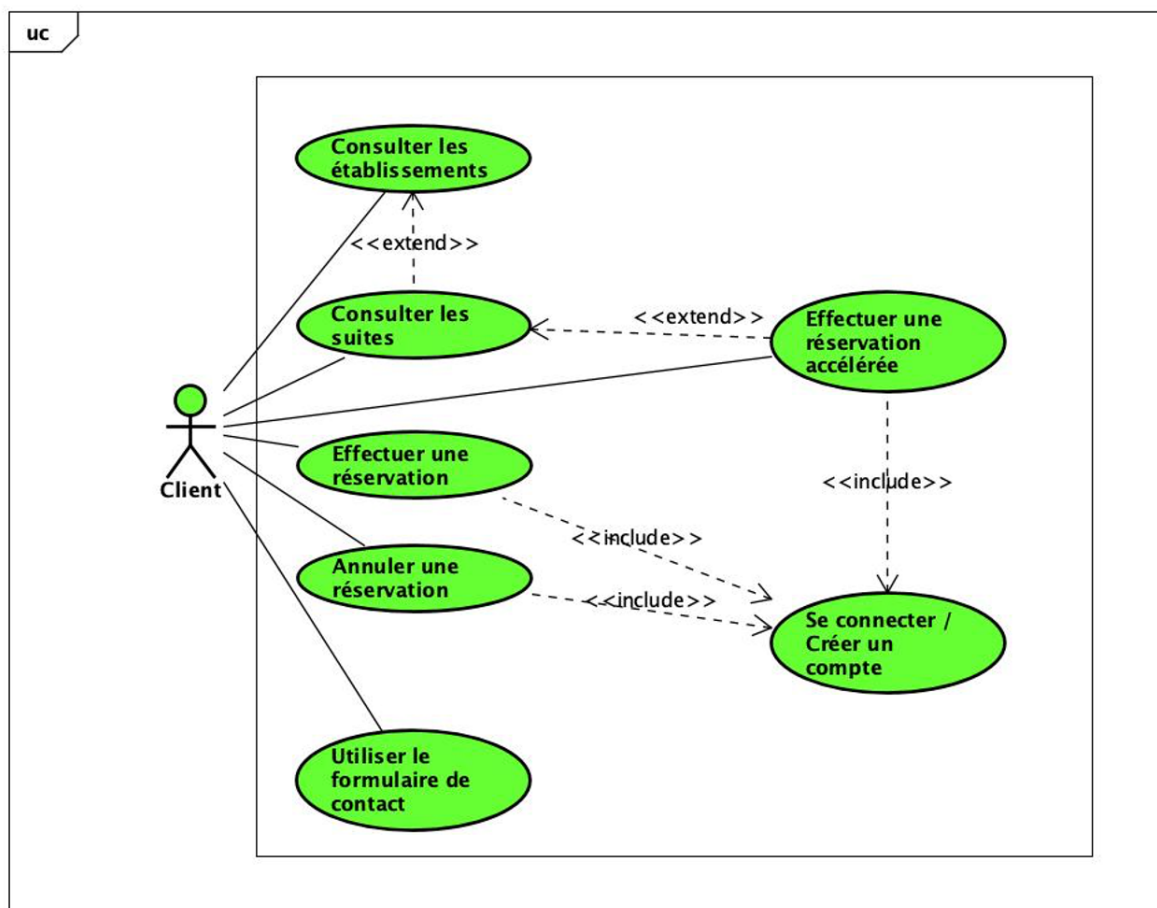 uc
Consulter les
établissements
<<extend>>
Consulter les
suites
<<extend>>
Effectuer une
réservation
accélérée
Client
Effectuer une
réservation
<<include>>
<<include>>
Annuler une
réservation
<<include>>
Se connecter /
Créer un
compte
Utiliser le
formulaire de
contact